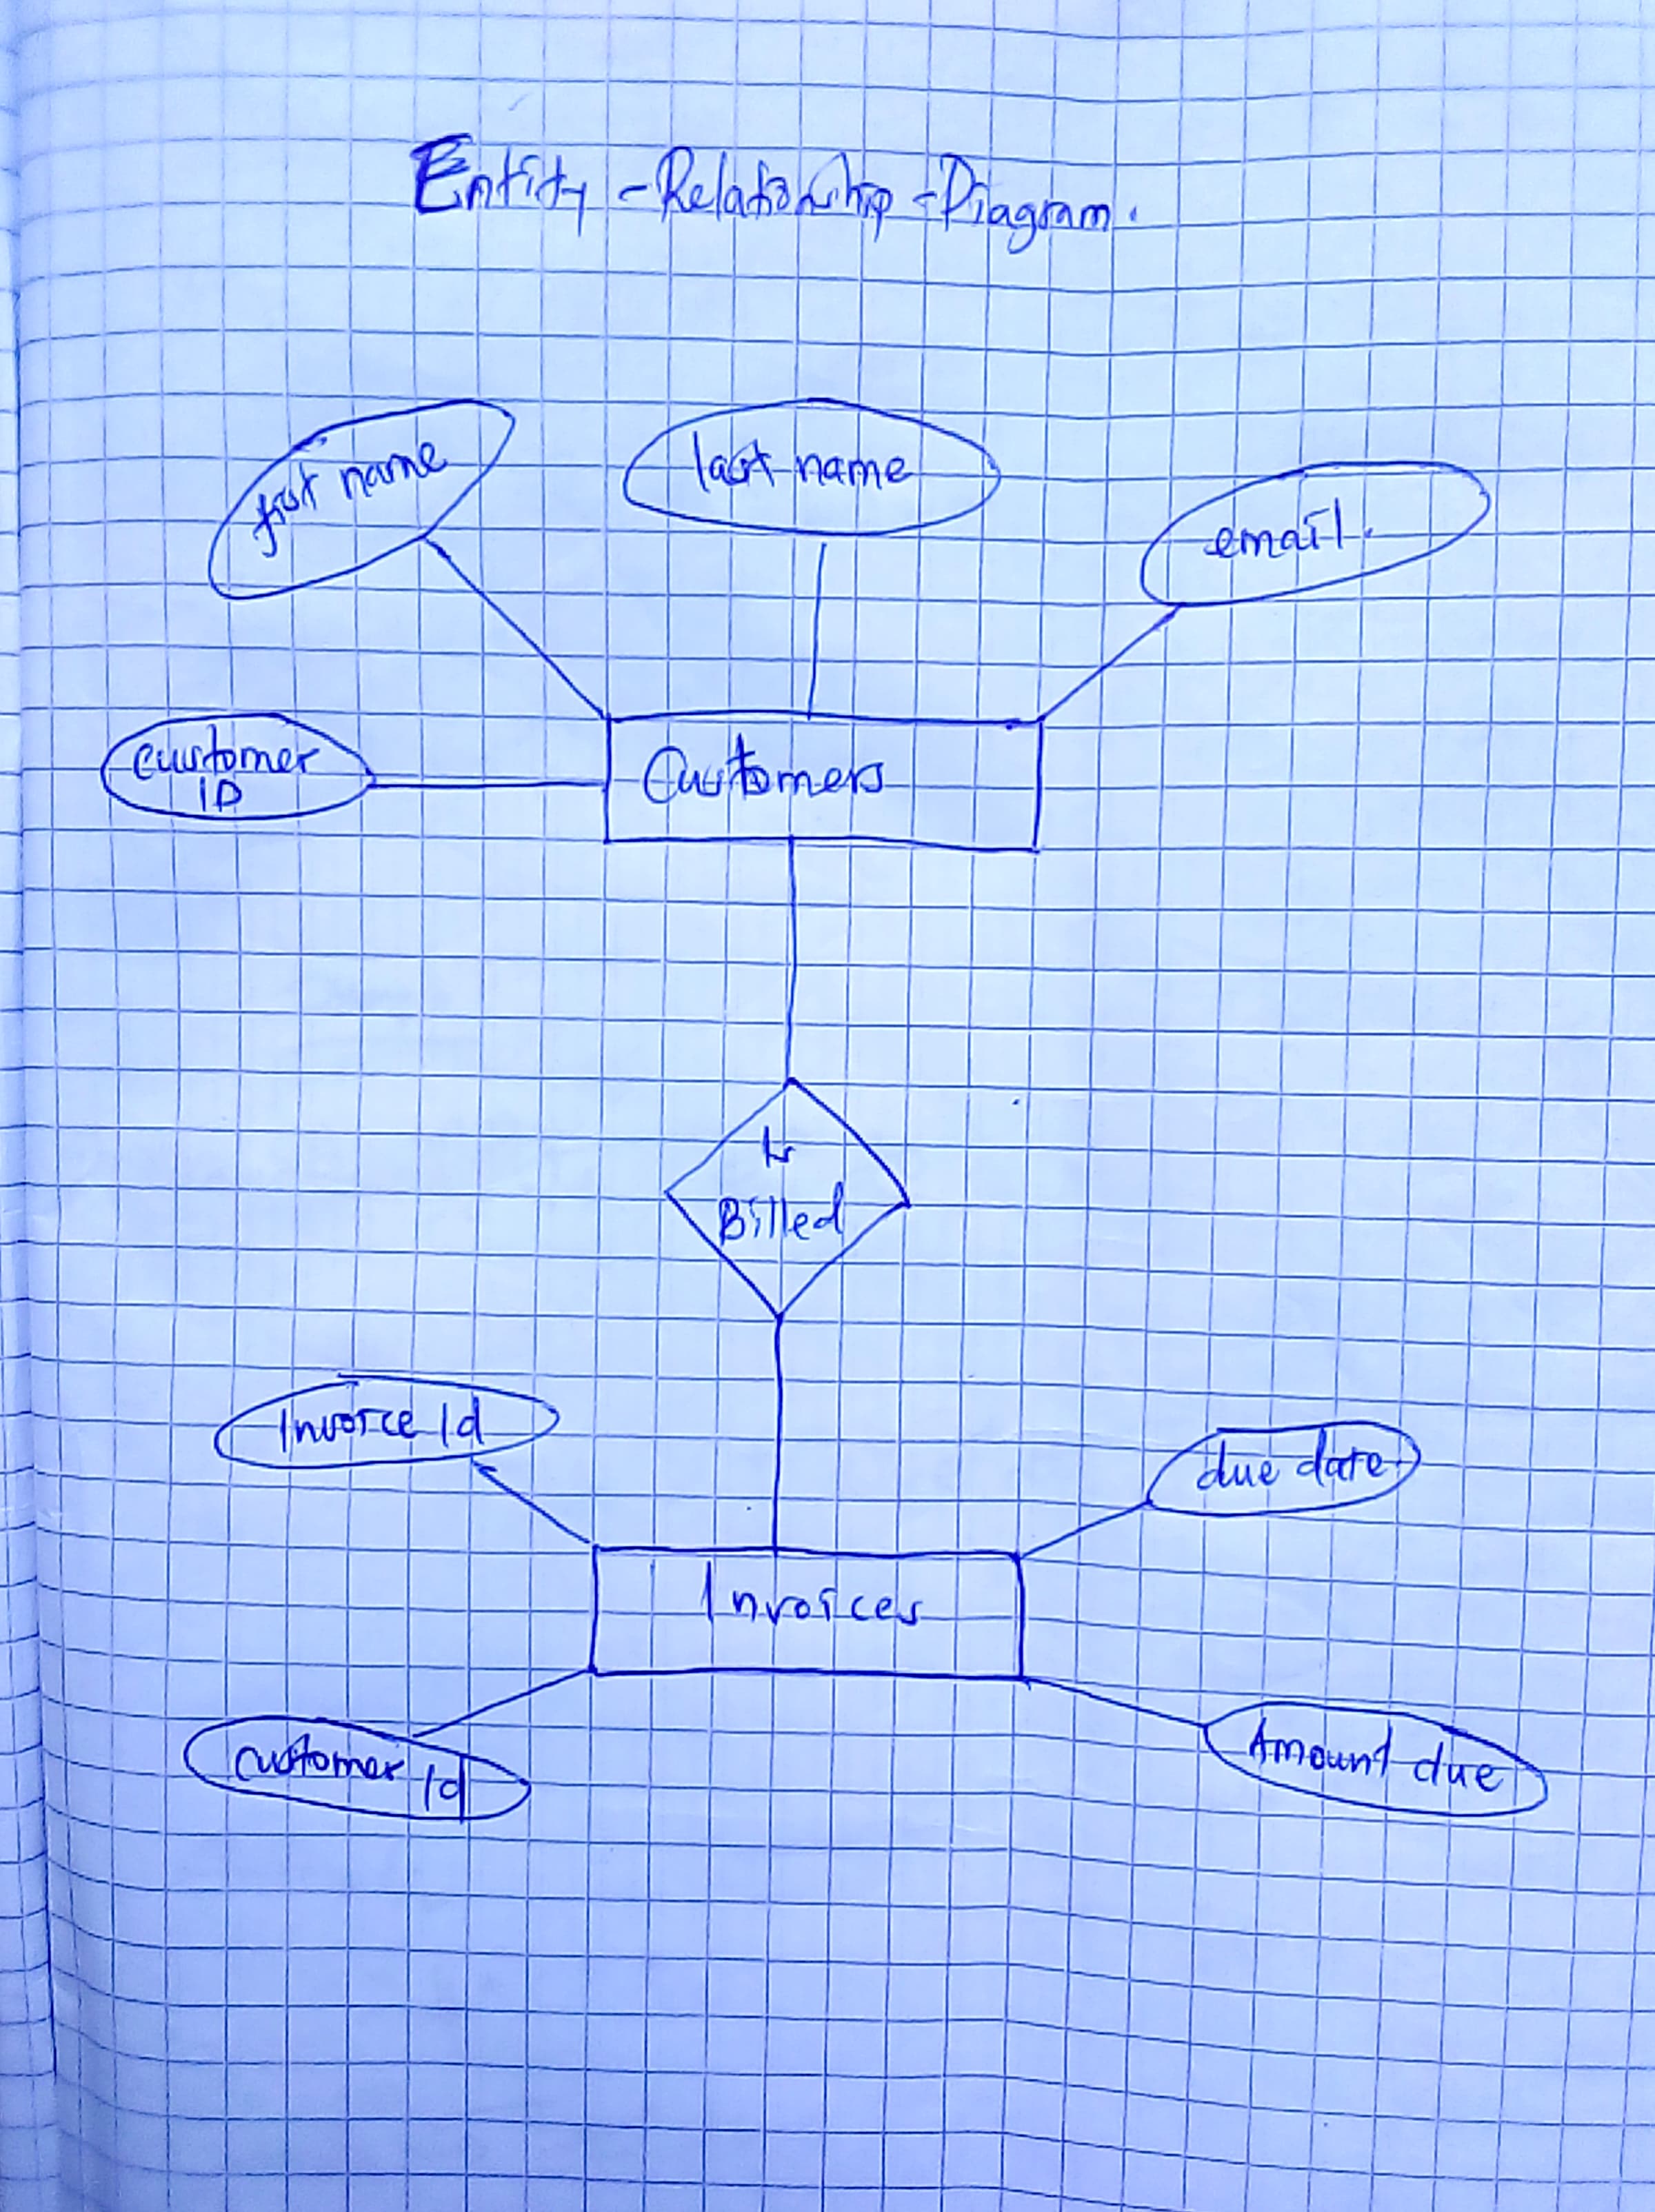 Entity-Relationship-Diagram.
first name
last name
email.
customer
ID
Customers
Is
Billed
Invoice Id
due date
Invoices
customer Id
Amount due